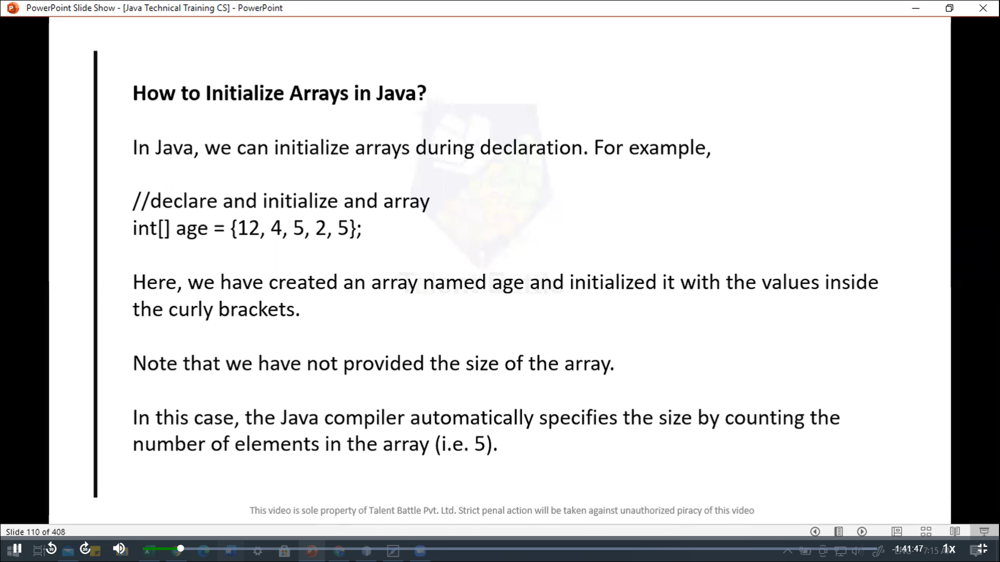 PowerPoint Slide Show - [Java Technical Training CS] - PowerPoint
How to Initialize Arrays in Java?
In Java, we can initialize arrays during declaration. For example,
//declare and initialize and array
int[] age = {12, 4, 5, 2, 5};
Here, we have created an array named age and initialized it with the values inside
the curly brackets.
Note that we have not provided the size of the array.
In this case, the Java compiler automatically specifies the size by counting the
number of elements in the array (i.e. 5).
This video is sole property of Talent Battle Pvt. Ltd. Strict penal action will be taken against unauthorized piracy of this video
Slide 110 of 408
10
30
-1:41:47
7:15
1x